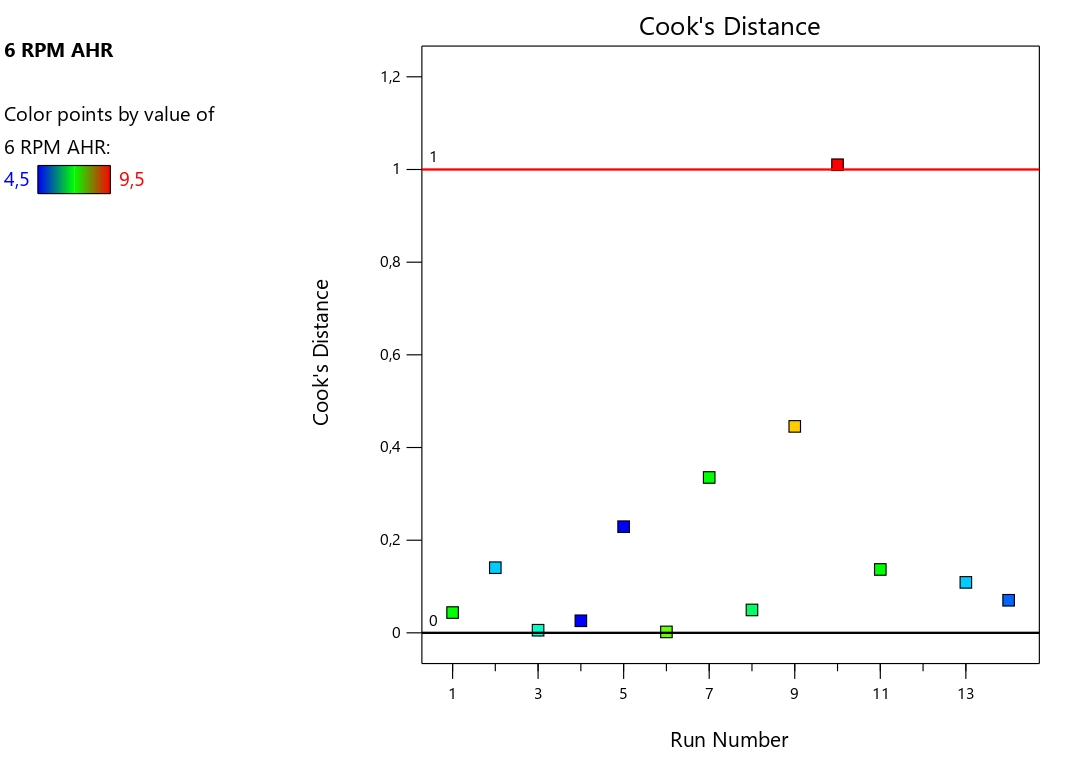 6 RPM AHR
Color points by value of
6 RPM AHR:
4,5 9,5
Cook's Distance
Cook's Distance
1,2
1
0,8
0,6
0,4
0,2
0
1
0
1 3 5 7 9 11 13
Run Number